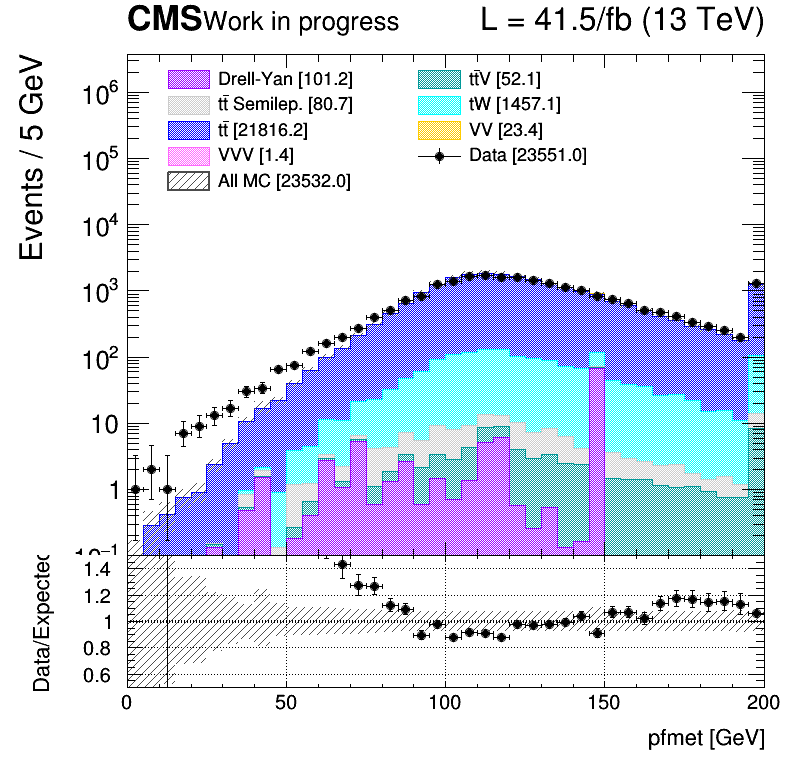 CMS Work in progress L = 41.5/fb (13 TeV)
Events / 5 GeV
Drell-Yan [101.2] tt̄V [52.1]
tt̄ Semilep. [80.7] tW [1457.1]
tt̄ [21816.2] VV [23.4]
VVV [1.4] Data [23551.0]
All MC [23532.0]
10⁶
10⁵
10⁴
10³
10²
10
1
10⁻¹
Data/Expected
1.4
1.2
1
0.8
0.6
0 50 100 150 200
pfmet [GeV]